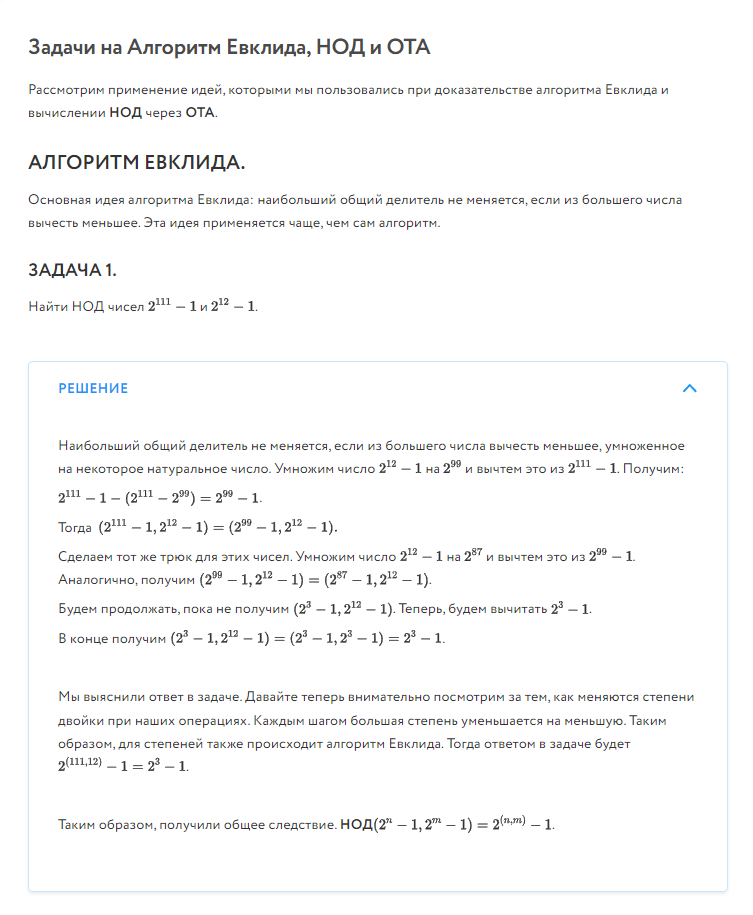 Задачи на Алгоритм Евклида, НОД и ОТА
Рассмотрим применение идей, которыми мы пользовались при доказательстве алгоритма Евклида и
вычислении НОД через ОТА.
АЛГОРИТМ ЕВКЛИДА.
Основная идея алгоритма Евклида: наибольший общий делитель не меняется, если из большего числа
вычесть меньшее. Эта идея применяется чаще, чем сам алгоритм.
ЗАДАЧА 1.
Найти НОД чисел 2^{111} − 1 и 2^{12} − 1.
РЕШЕНИЕ
Наибольший общий делитель не меняется, если из большего числа вычесть меньшее, умноженное
на некоторое натуральное число. Умножим число 2^{12} − 1 на 2^{99} и вычтем это из 2^{111} − 1. Получим:
2^{111} − 1 − (2^{111} − 2^{99}) = 2^{99} − 1.
Тогда (2^{111} − 1, 2^{12} − 1) = (2^{99} − 1, 2^{12} − 1).
Сделаем тот же трюк для этих чисел. Умножим число 2^{12} − 1 на 2^{87} и вычтем это из 2^{99} − 1.
Аналогично, получим (2^{99} − 1, 2^{12} − 1) = (2^{87} − 1, 2^{12} − 1).
Будем продолжать, пока не получим (2^{3} − 1, 2^{12} − 1). Теперь, будем вычитать 2^{3} − 1.
В конце получим (2^{3} − 1, 2^{12} − 1) = (2^{3} − 1, 2^{3} − 1) = 2^{3} − 1.
Мы выяснили ответ в задаче. Давайте теперь внимательно посмотрим за тем, как меняются степени
двойки при наших операциях. Каждым шагом большая степень уменьшается на меньшую. Таким
образом, для степеней также происходит алгоритм Евклида. Тогда ответом в задаче будет
2^{(111,12)} − 1 = 2^{3} − 1.
Таким образом, получили общее следствие. НОД(2^{n} − 1, 2^{m} − 1) = 2^{(n,m)} − 1.